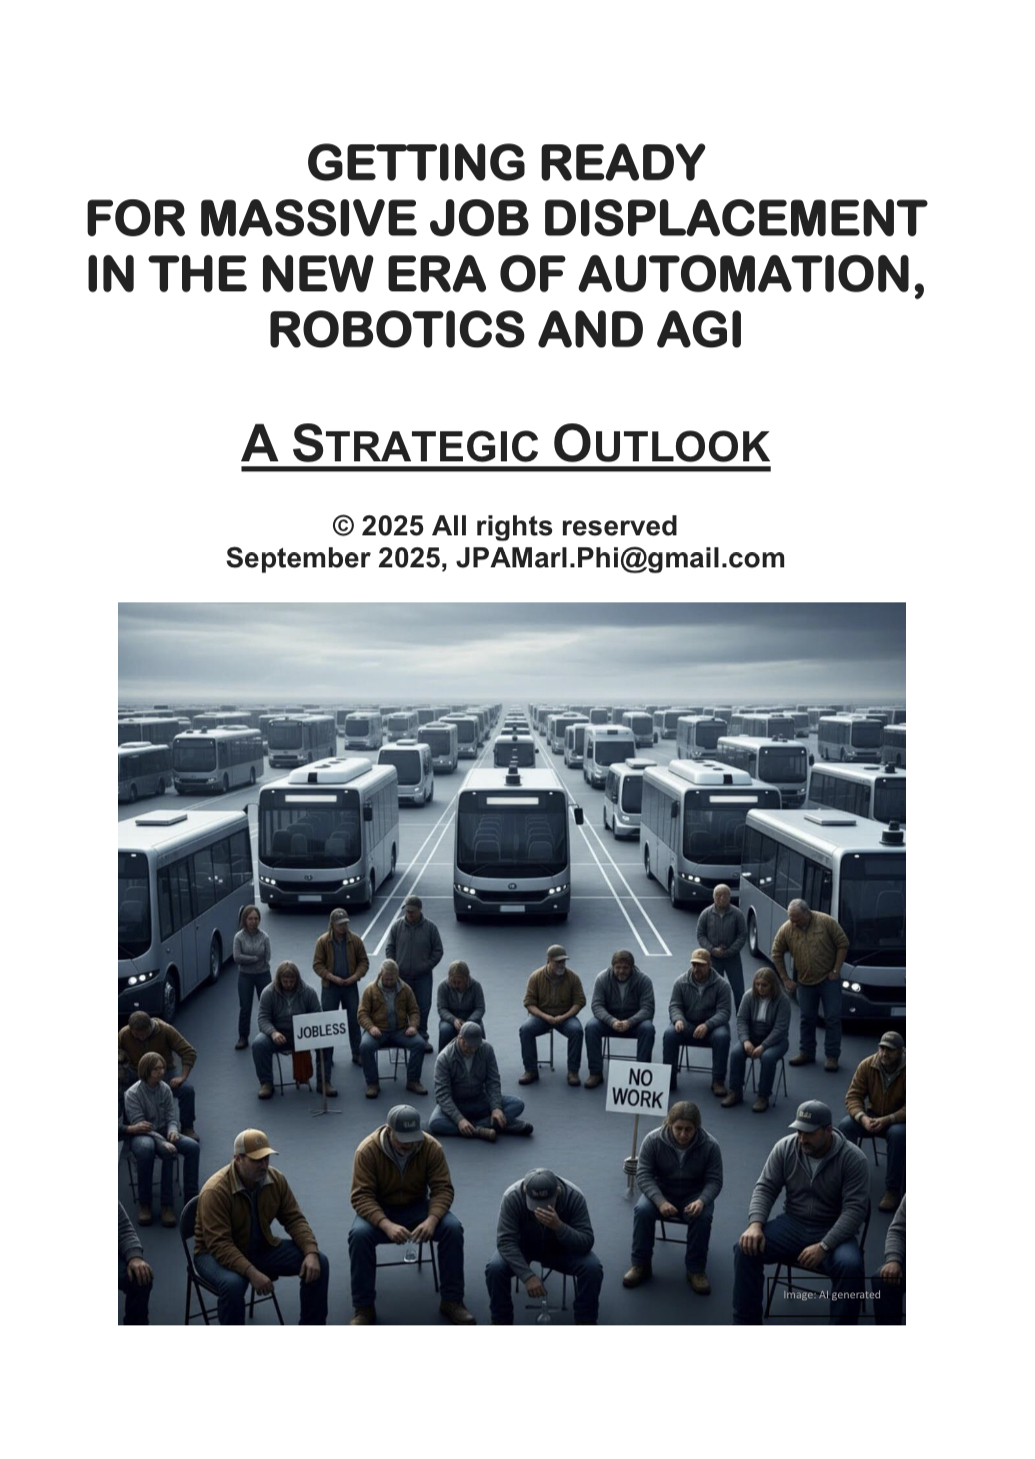 GETTING READY
FOR MASSIVE JOB DISPLACEMENT
IN THE NEW ERA OF AUTOMATION,
ROBOTICS AND AGI
A STRATEGIC OUTLOOK
© 2025 All rights reserved
September 2025, JPAMarl.Phi@gmail.com
JOBLESS
NO
WORK
Image: AI generated